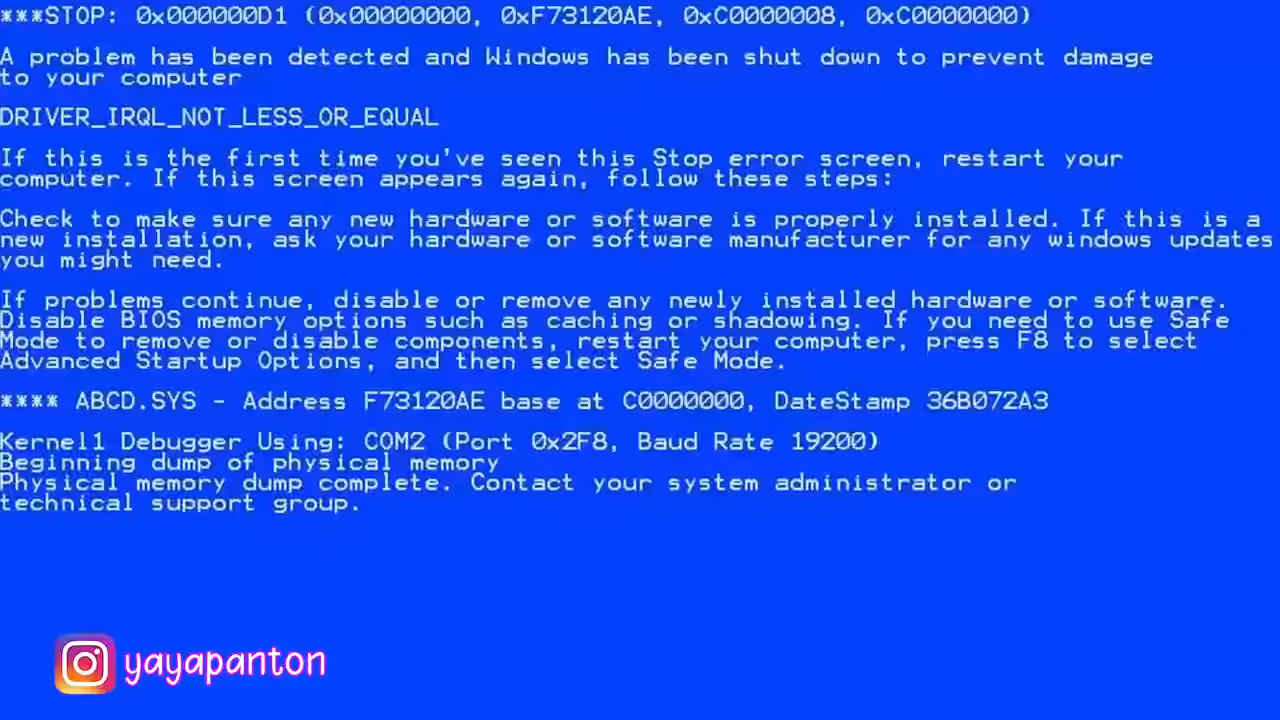 ***STOP: 0x000000D1 (0x00000000, 0xF73120AE, 0xC0000008, 0xC0000000)
A problem has been detected and Windows has been shut down to prevent damage
to your computer
DRIVER_IRQL_NOT_LESS_OR_EQUAL
If this is the first time you've seen this Stop error screen, restart your
computer. If this screen appears again, follow these steps:
Check to make sure any new hardware or software is properly installed. If this is a
new installation, ask your hardware or software manufacturer for any windows updates
you might need.
If problems continue, disable or remove any newly installed hardware or software.
Disable BIOS memory options such as caching or shadowing. If you need to use Safe
Mode to remove or disable components, restart your computer, press F8 to select
Advanced Startup Options, and then select Safe Mode.
**** ABCD.SYS - Address F73120AE base at C0000000, DateStamp 36B072A3
Kernel1 Debugger Using: COM2 (Port 0x2F8, Baud Rate 19200)
Beginning dump of physical memory
Physical memory dump complete. Contact your system administrator or
technical support group.
yayapanton